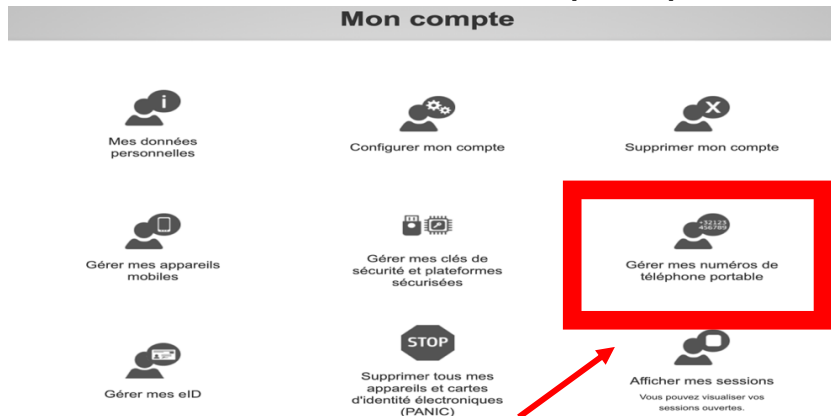 Mon compte
Mes données
personnelles
Configurer mon compte
Supprimer mon compte
+32123
456789
Gérer mes appareils
mobiles
Gérer mes clés de
sécurité et plateformes
sécurisées
Gérer mes numéros de
téléphone portable
STOP
Gérer mes eID
Supprimer tous mes
appareils et cartes
d'identité électroniques
(PANIC)
Afficher mes sessions
Vous pouvez visualiser vos
sessions ouvertes.